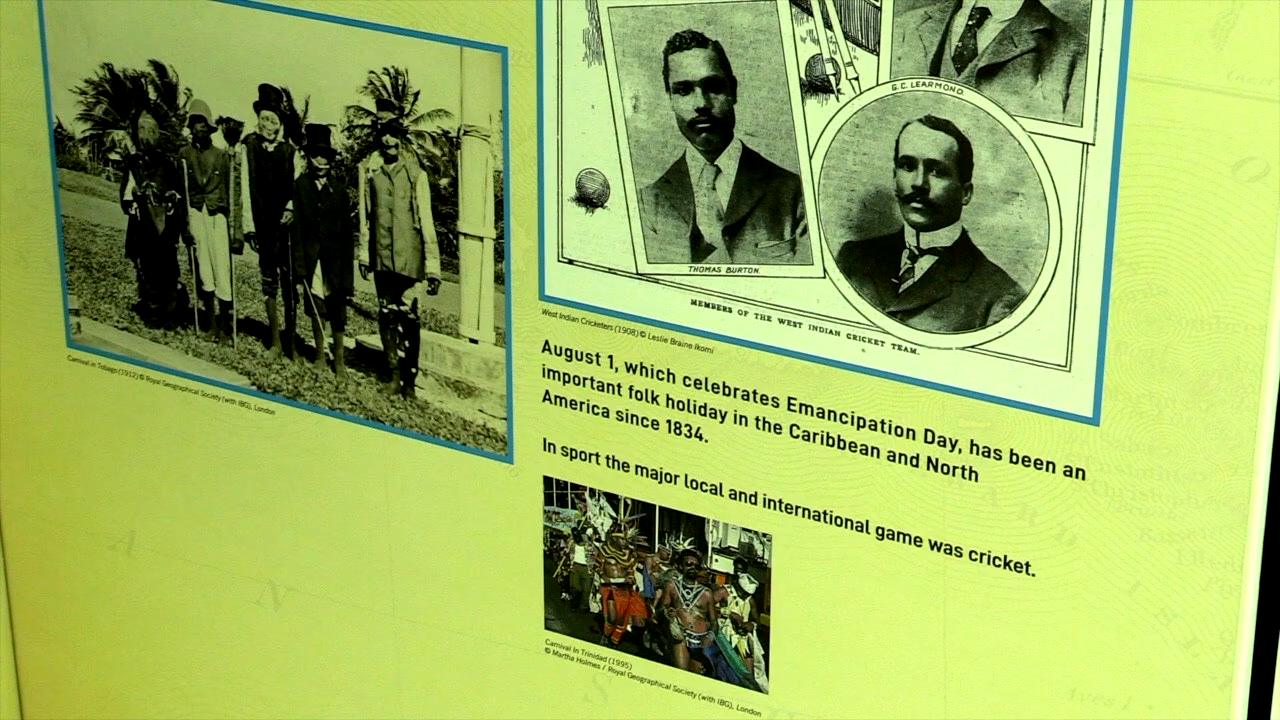 Carnival in Tobago (1912) © Royal Geographical Society (with IBG), London
G.C. LEARMOND.
THOMAS BURTON.
MEMBERS OF THE WEST INDIAN CRICKET TEAM.
West Indian Cricketers (1908) © Leslie Braine Ikomi
August 1, which celebrates Emancipation Day, has been an
important folk holiday in the Caribbean and North
America since 1834.
In sport the major local and international game was cricket.
Carnival in Trinidad (1995)
© Martha Holmes / Royal Geographical Society (with IBG), London